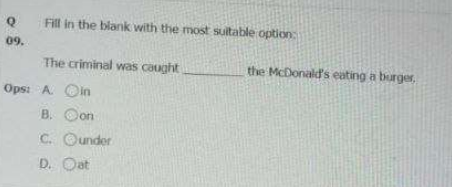 Q Fill in the blank with the most suitable option:
09.
The criminal was caught ________ the McDonald's eating a burger.
Ops: A. in
B. on
C. under
D. at